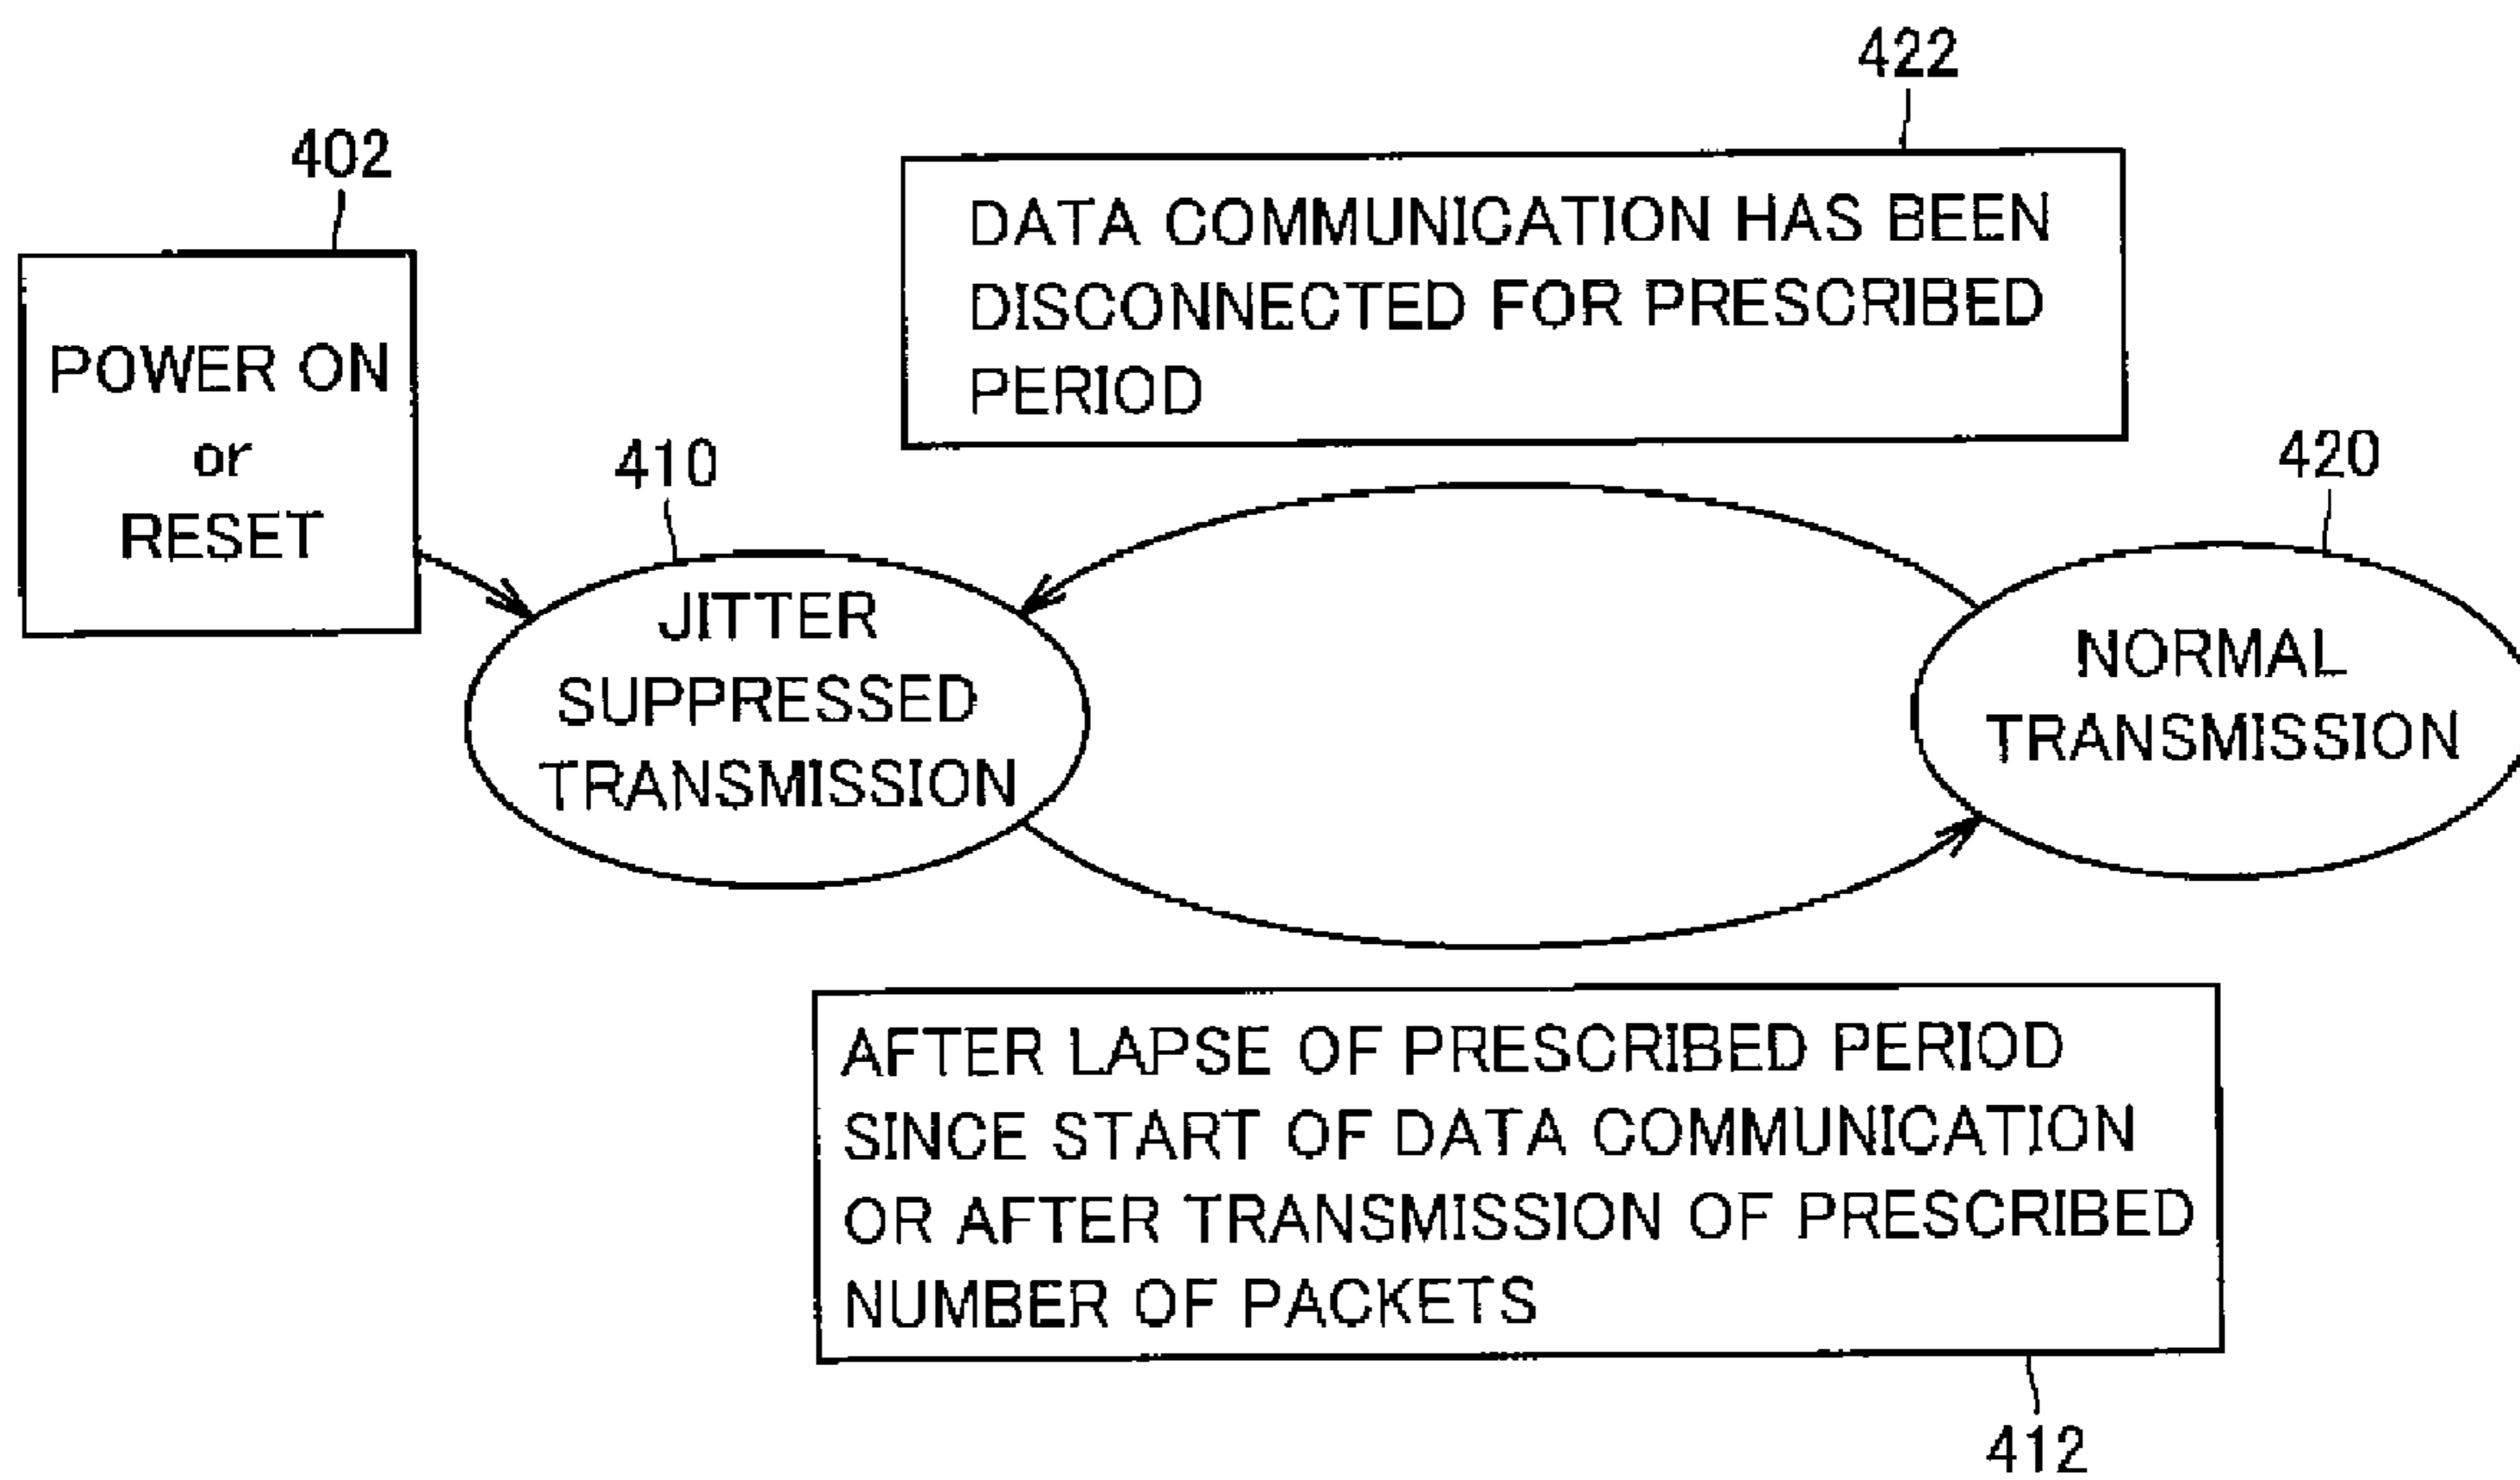 422
DATA COMMUNICATION HAS BEEN
DISCONNECTED FOR PRESCRIBED
PERIOD
402
POWER ON
or
RESET
410
JITTER
SUPPRESSED
TRANSMISSION
420
NORMAL
TRANSMISSION
AFTER LAPSE OF PRESCRIBED PERIOD
SINCE START OF DATA COMMUNICATION
OR AFTER TRANSMISSION OF PRESCRIBED
NUMBER OF PACKETS
412